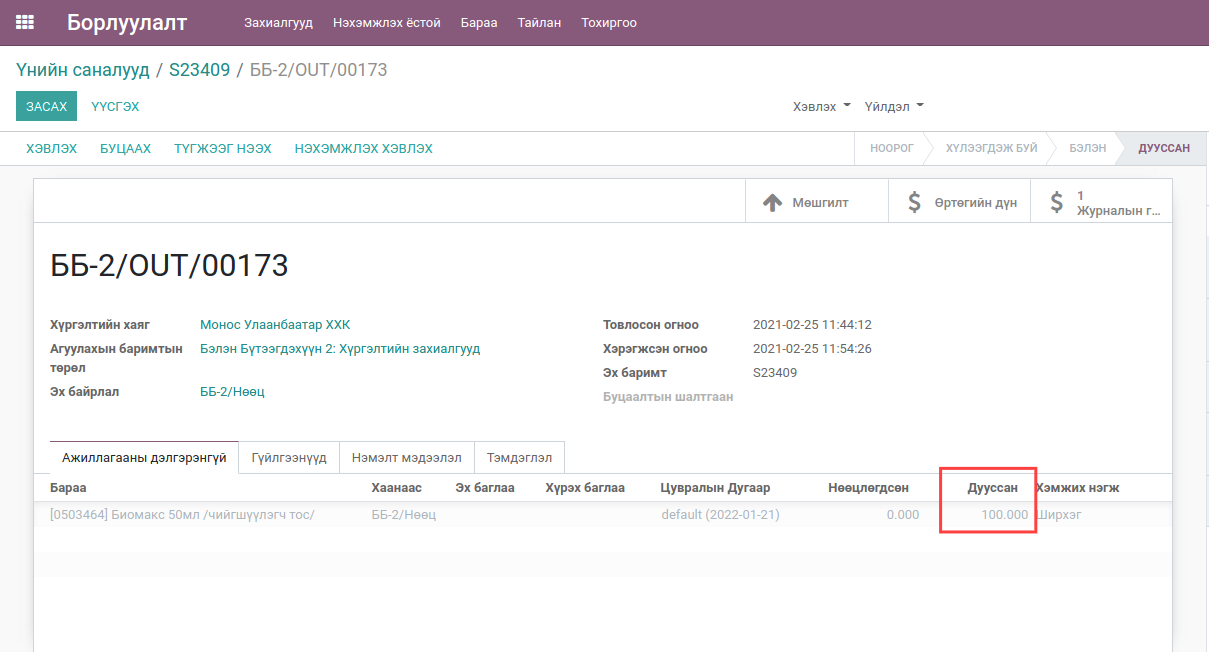 Борлуулалт Захиалгууд Нэхэмжлэх ёстой Бараа Тайлан Тохиргоо
Үнийн саналууд / S23409 / ББ-2/OUT/00173
ЗАСАХ ҮҮСГЭХ Хэвлэх Үйлдэл
ХЭВЛЭХ БУЦААХ ТҮГЖЭЭГ НЭЭХ НЭХЭМЖЛЭХ ХЭВЛЭХ НООРОГ ХҮЛЭЭГДЭЖ БУЙ БЭЛЭН ДУУССАН
Мөшгилт $ Өртөгийн дүн $ 1
Журналын г...
ББ-2/OUT/00173
Хүргэлтийн хаяг Монос Улаанбаатар ХХК Товлосон огноо 2021-02-25 11:44:12
Агуулахын баримтын Бэлэн Бүтээгдэхүүн 2: Хүргэлтийн захиалгууд Хэрэгжсэн огноо 2021-02-25 11:54:26
төрөл Эх баримт S23409
Эх байрлал ББ-2/Нөөц Буцаалтын шалтгаан
Ажиллагааны дэлгэрэнгүй Гүйлгээнүүд Нэмэлт мэдээлэл Тэмдэглэл
Бараа Хаанаас Эх баглаа Хүрэх баглаа Цувралын Дугаар Нөөцлөгдсөн Дууссан Хэмжих нэгж
[0503464] Биомакс 50мл /чийгшүүлэгч тос/ ББ-2/Нөөц default (2022-01-21) 0.000 100.000 Ширхэг